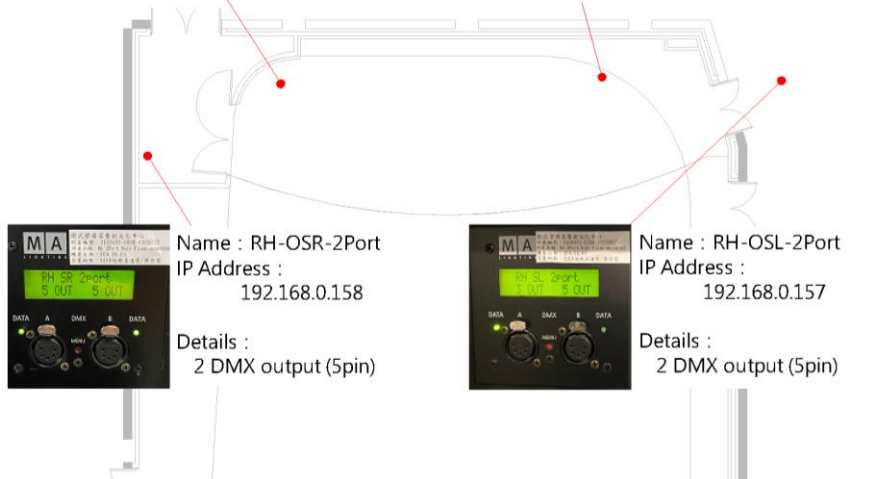 MA
LIGHTING
RH SR 2port
5 OUT 5 OUT
DATA A DMX B DATA
MENU
Name : RH-OSR-2Port
IP Address :
192.168.0.158
Details :
2 DMX output (5pin)
MA
LIGHTING
RH SL 2port
5 OUT
DATA A DMX B DATA
MENU
Name : RH-OSL-2Port
IP Address :
192.168.0.157
Details :
2 DMX output (5pin)